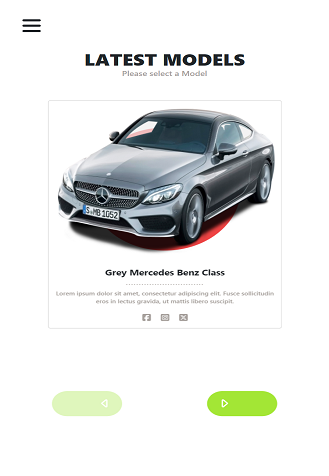 LATEST MODELS
Please select a Model
S·MB 1052
Grey Mercedes Benz Class
Lorem ipsum dolor sit amet, consectetur adipiscing elit. Fusce sollicitudin
eros in lectus gravida, ut mattis libero suscipit.